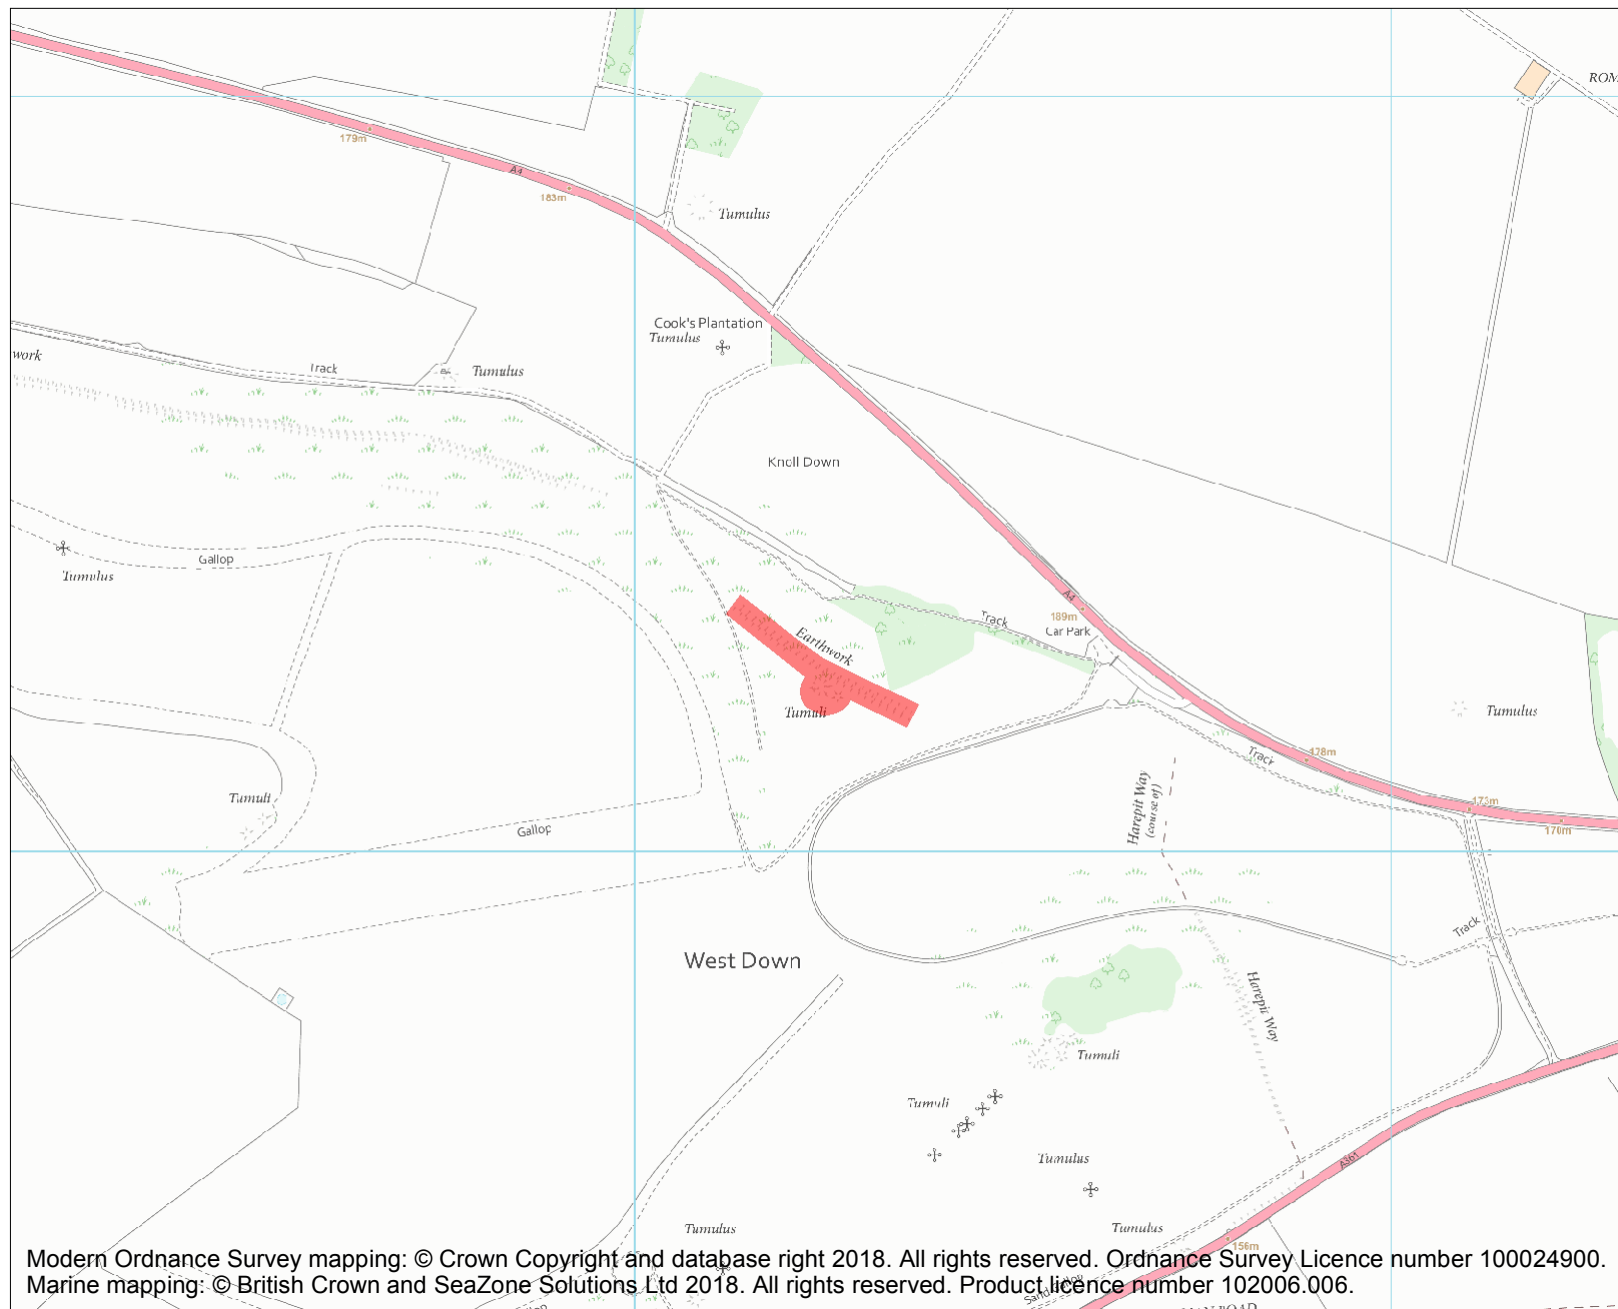 ROM
179m
A4
183m
Tumulus
Cook's Plantation
Tumulus
work
Track
Tumulus
Knoll Down
Gallop
Tumulus
A4
189m
Track
Car Park
Earthwork
Tumuli
Tumulus
Track
178m
Tumuli
Harepit Way
(course of)
173m
170m
Gallop
Track
West Down
Harepit Way
Tumuli
Tumuli
Tumulus
A361
Tumulus
Tumulus
156m
Modern Ordnance Survey mapping: © Crown Copyright and database right 2018. All rights reserved. Ordnance Survey Licence number 100024900.
Marine mapping: © British Crown and SeaZone Solutions Ltd 2018. All rights reserved. Product licence number 102006.006.